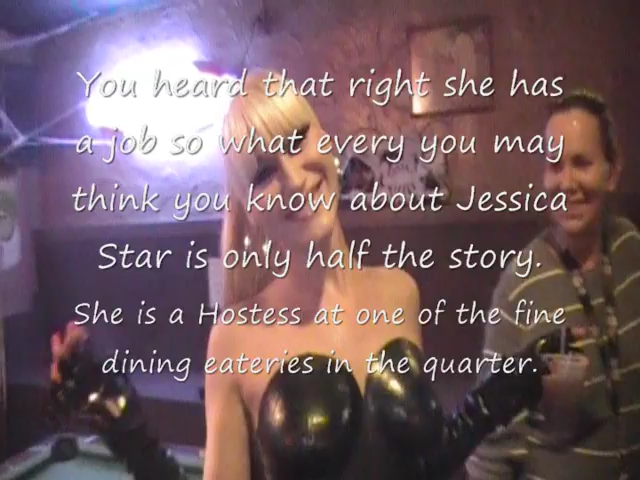 You heard that right she has
a job so what every you may
think you know about Jessica
Star is only half the story.
She is a Hostess at one of the fine
dining eateries in the quarter.